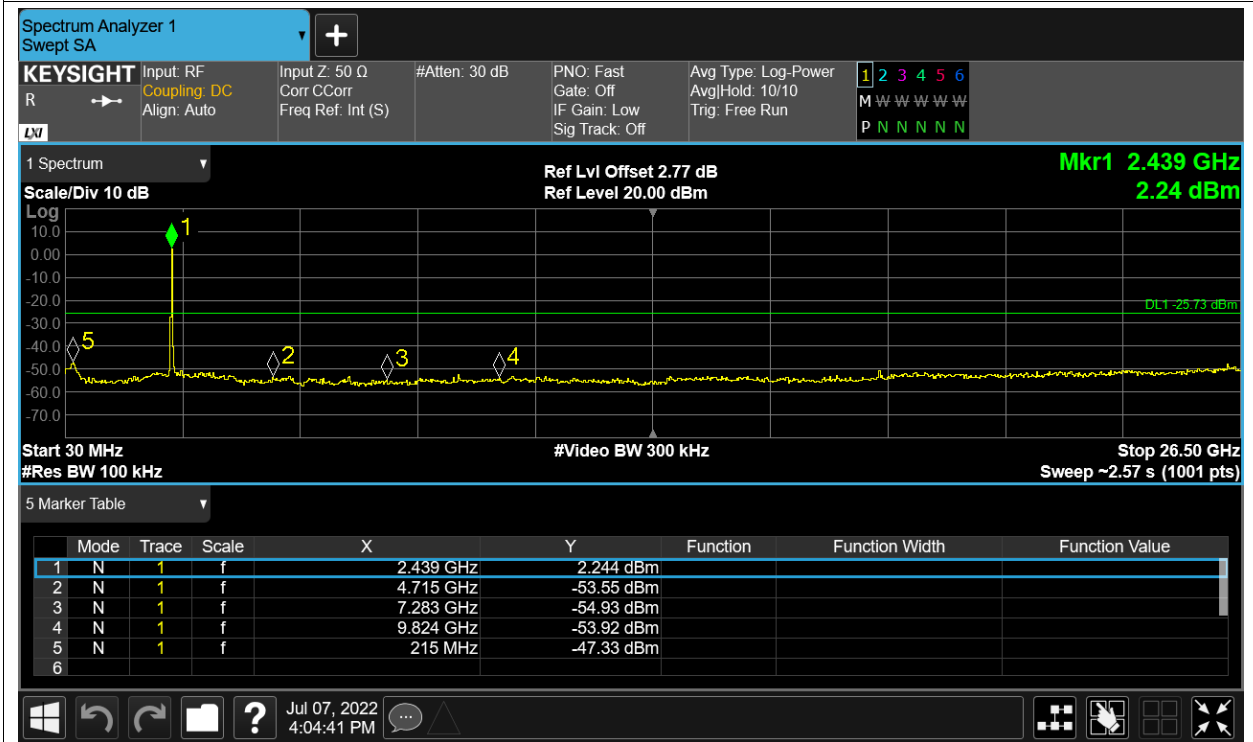 Spectrum Analyzer 1
Swept SA
+
KEYSIGHT
R
LXI
Input: RF
Coupling: DC
Align: Auto
Input Z: 50 Ω
Corr CCorr
Freq Ref: Int (S)
#Atten: 30 dB
PNO: Fast
Gate: Off
IF Gain: Low
Sig Track: Off
Avg Type: Log-Power
Avg|Hold: 10/10
Trig: Free Run
1 2 3 4 5 6
M W W W W W
P N N N N N
1 Spectrum
Scale/Div 10 dB
Ref Lvl Offset 2.77 dB
Ref Level 20.00 dBm
Mkr1 2.439 GHz
2.24 dBm
Log
10.0
0.00
-10.0
-20.0
-30.0
-40.0
-50.0
-60.0
-70.0
1
DL1 -25.73 dBm
5
2
3
4
Start 30 MHz
#Video BW 300 kHz
Stop 26.50 GHz
#Res BW 100 kHz
Sweep ~2.57 s (1001 pts)
5 Marker Table
Mode Trace Scale X Y Function Function Width Function Value
1 N 1 f 2.439 GHz 2.244 dBm
2 N 1 f 4.715 GHz -53.55 dBm
3 N 1 f 7.283 GHz -54.93 dBm
4 N 1 f 9.824 GHz -53.92 dBm
5 N 1 f 215 MHz -47.33 dBm
6
?
Jul 07, 2022
4:04:41 PM